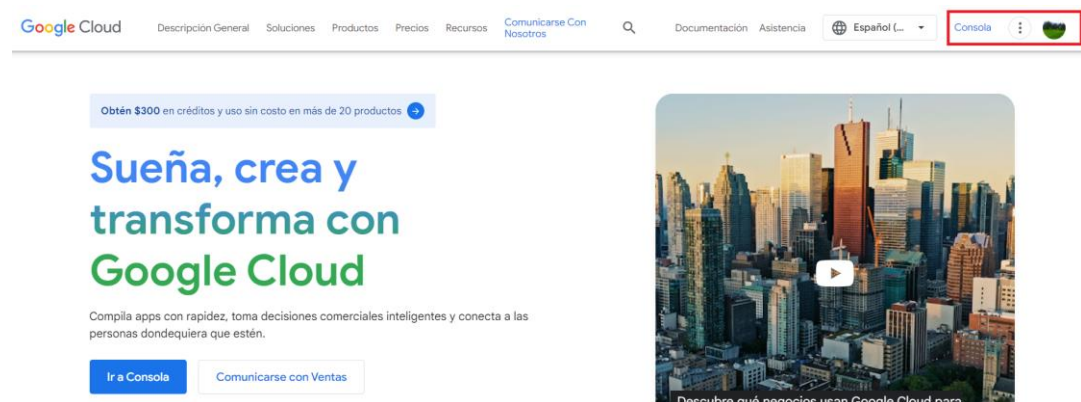 Google Cloud
Descripción General
Soluciones
Productos
Precios
Recursos
Comunicarse Con
Nosotros
Documentación
Asistencia
Español (...
Consola
Obtén $300 en créditos y uso sin costo en más de 20 productos
Sueña, crea y
transforma con
Google Cloud
Compila apps con rapidez, toma decisiones comerciales inteligentes y conecta a las
personas dondequiera que estén.
Ir a Consola
Comunicarse con Ventas
Descubre qué negocios usan Google Cloud para